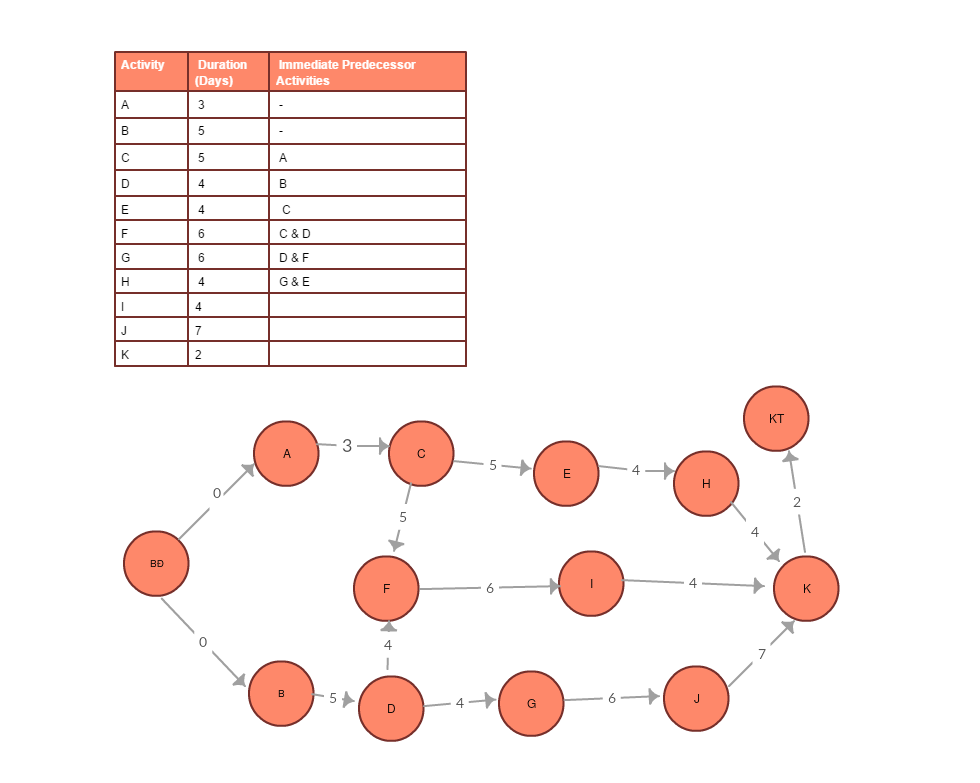 Activity Duration (Days) Immediate Predecessor Activities
A 3 -
B 5 -
C 5 A
D 4 B
E 4 C
F 6 C & D
G 6 D & F
H 4 G & E
I 4
J 7
K 2
KT
A 3 C 5 E 4 H
0 5 4 2
BĐ F 6 I 4 K
0 4 7
B 5 D 4 G 6 J